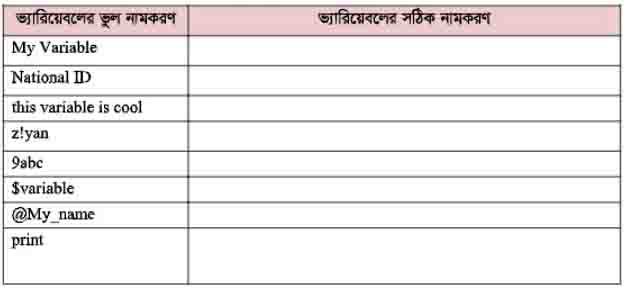 ভ্যারিয়েবলের ভুল নামকরণ ভ্যারিয়েবলের সঠিক নামকরণ
My Variable
National ID
this variable is cool
z!yan
9abc
$variable
@My_name
print